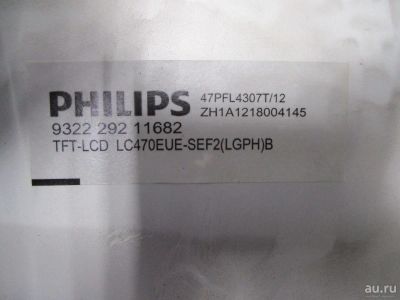 PHILIPS 47PFL4307T/12
ZH1A1218004145
9322 292 11682
TFT-LCD LC470EUE-SEF2(LGPH)B
au.ru